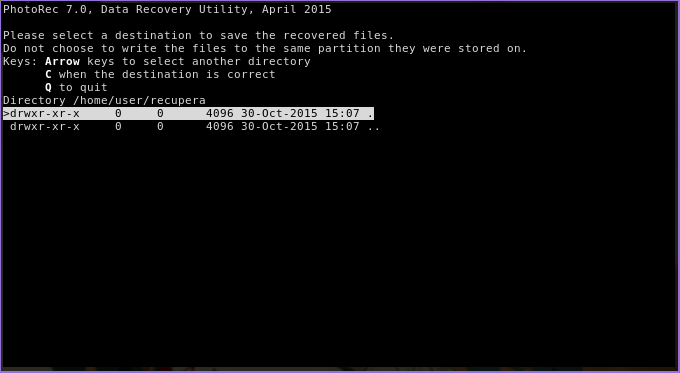 PhotoRec 7.0, Data Recovery Utility, April 2015
Please select a destination to save the recovered files.
Do not choose to write the files to the same partition they were stored on.
Keys: Arrow keys to select another directory
C when the destination is correct
Q to quit
Directory /home/user/recupera
>drwxr-xr-x     0     0      4096 30-Oct-2015 15:07 .
drwxr-xr-x     0     0      4096 30-Oct-2015 15:07 ..